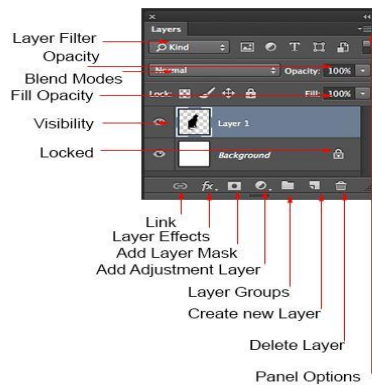 Layers
Layer Filter
Kind
Opacity
Blend Modes
Normal
Opacity: 100%
Fill Opacity
Lock:
Fill: 100%
Visibility
Layer 1
Locked
Background
fx
Link
Layer Effects
Add Layer Mask
Add Adjustment Layer
Layer Groups
Create new Layer
Delete Layer
Panel Options